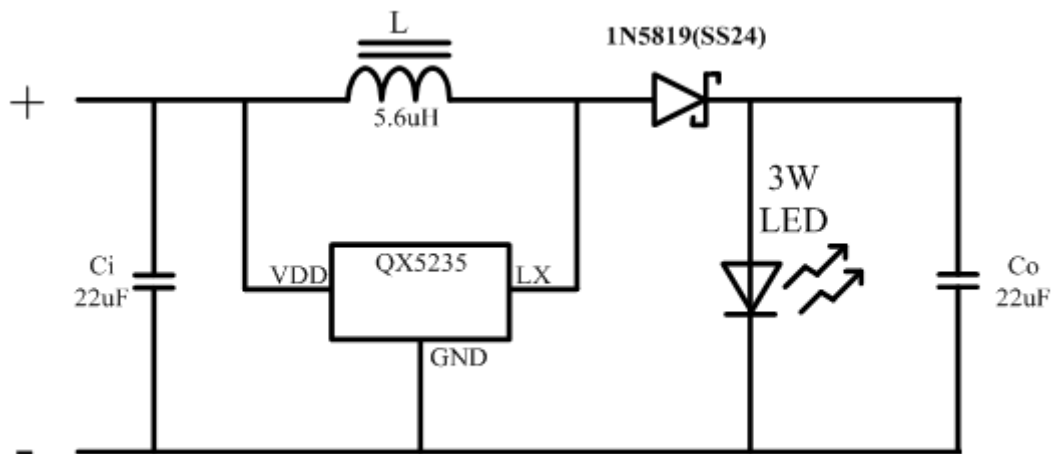 L
1N5819(SS24)
+
5.6uH
3W
LED
QX5235
VDD
LX
Ci
22uF
Co
22uF
GND
-